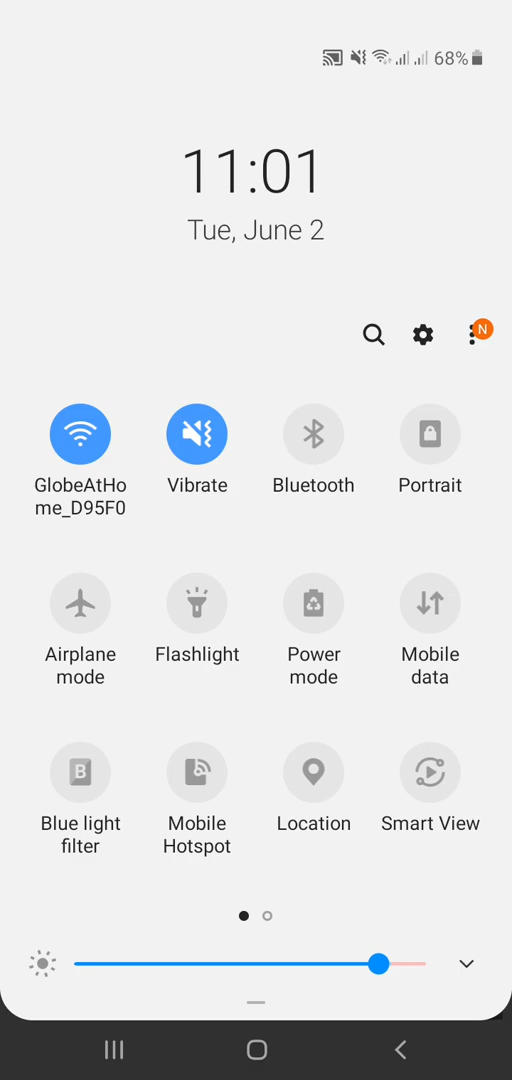 68%
11:01
Tue, June 2
N
GlobeAtHo
me_D95F0
Vibrate
Bluetooth
Portrait
Airplane
mode
Flashlight
Power
mode
Mobile
data
B
Blue light
filter
Mobile
Hotspot
Location
Smart View